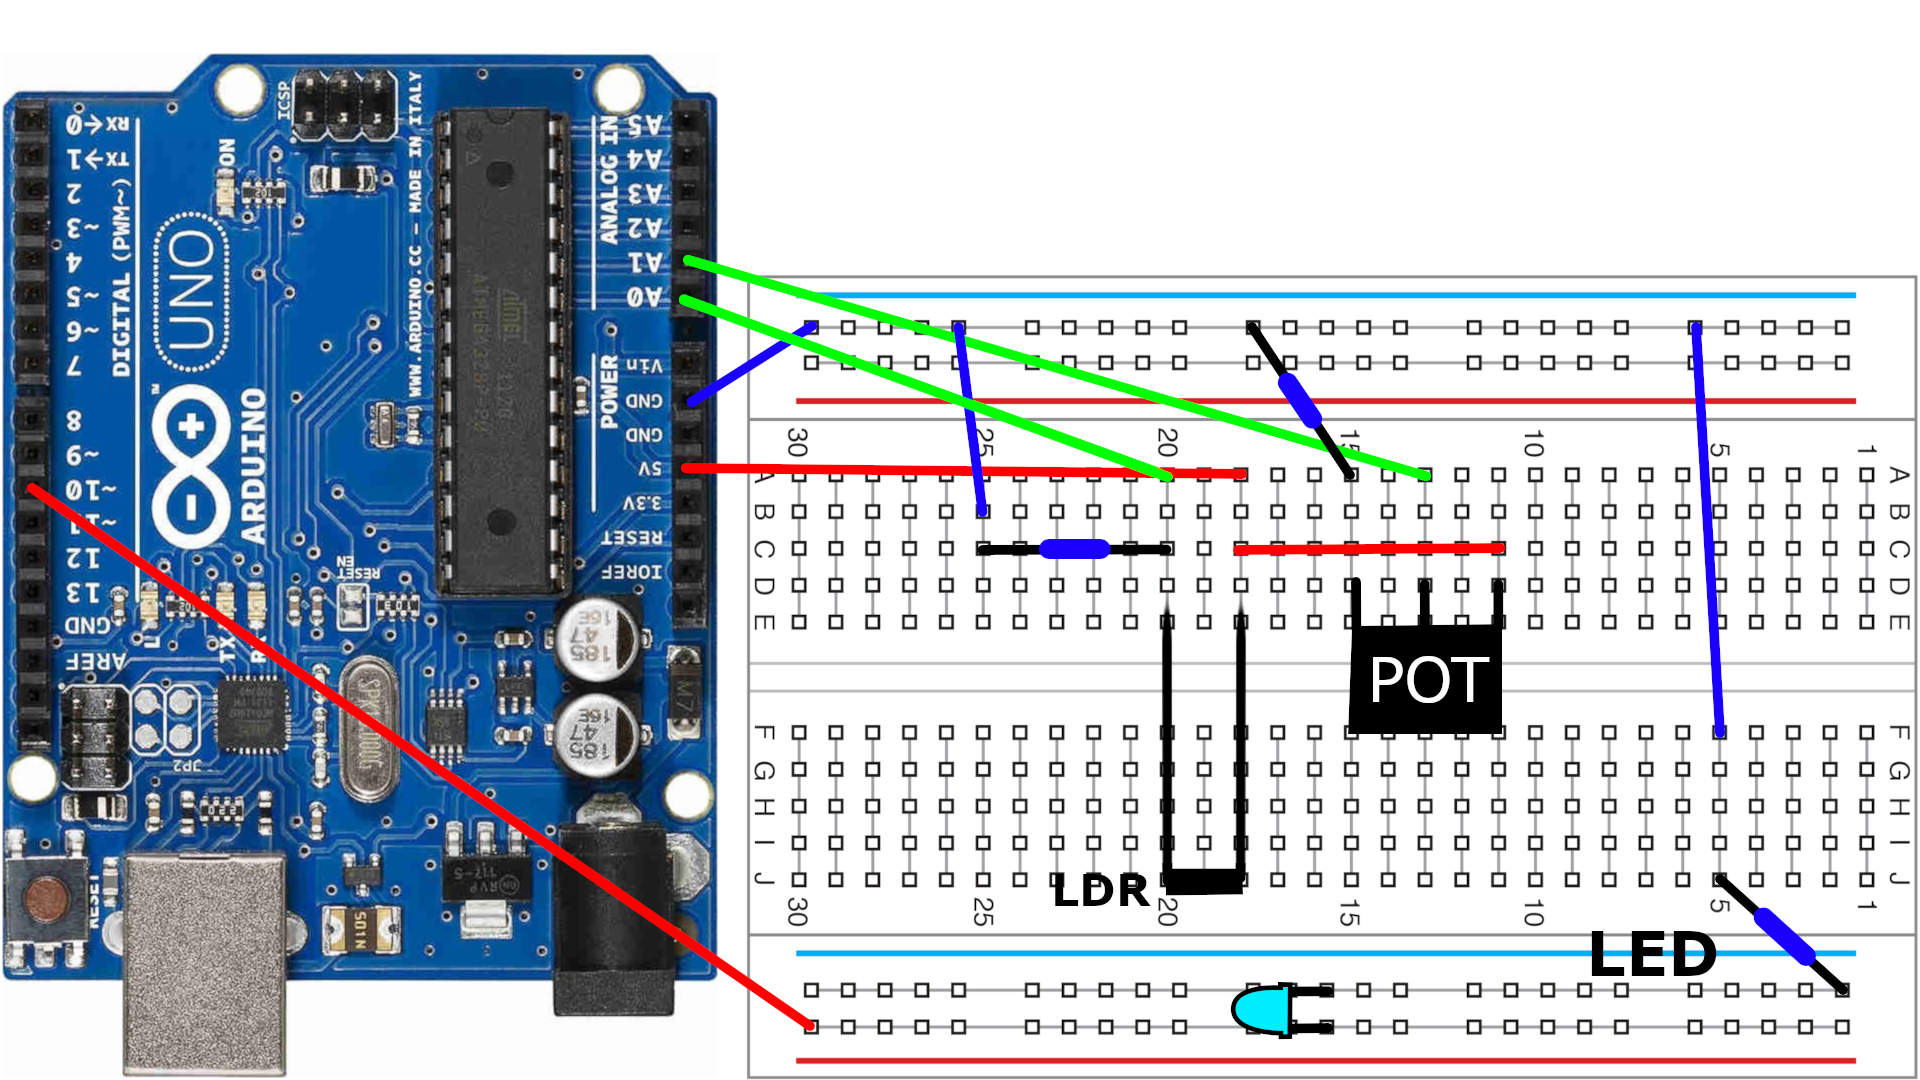 ICSP
RX→0
TX→1
2
~3
4
~5
~6
7
8
~9
~10
~11
12
13
GND
AREF
DIGITAL (PWM~)
ON
UNO
ARDUINO
WWW.ARDUINO.CC — MADE IN ITALY
ANALOG IN
A5
A4
A3
A2
A1
A0
POWER
Vin
GND
GND
5V
3.3V
RESET
IOREF
RESET
EN
L
TX
JP2
RESET
501N
M7
30
25
20
15
10
5
1
A
A
B
B
C
C
D
D
E
E
POT
F
F
G
G
H
H
I
I
J
J
LDR
30
25
20
15
10
5
1
LED